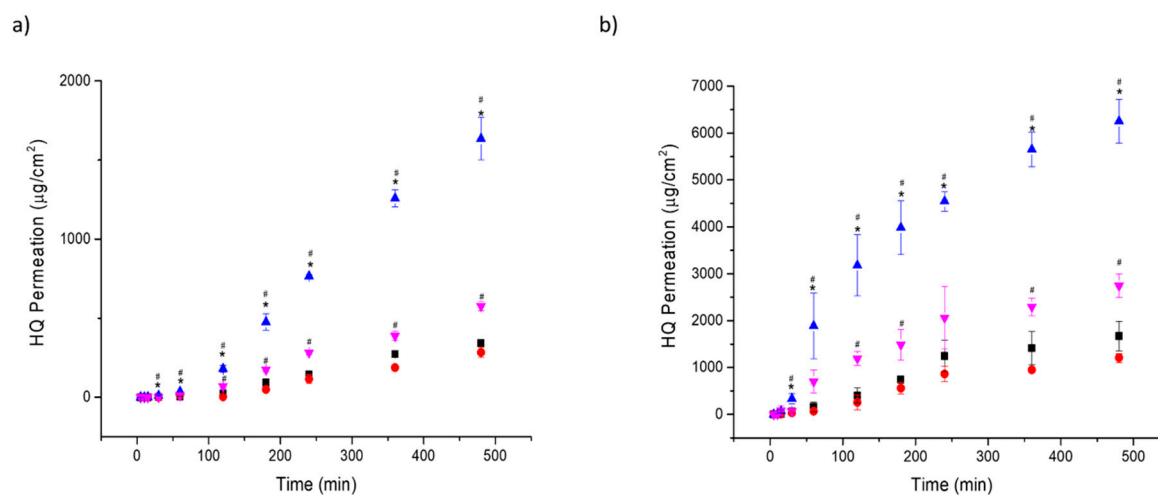 a)
2000
1000
0
HQ Permeation (µg/cm²)
0 100 200 300 400 500
Time (min)
# # # # # # # #
* * * * * * *
# # # # #
b)
7000
6000
5000
4000
3000
2000
1000
0
HQ Permeation (µg/cm²)
0 100 200 300 400 500
Time (min)
# # # # # # #
* * * * * * *
# # # #